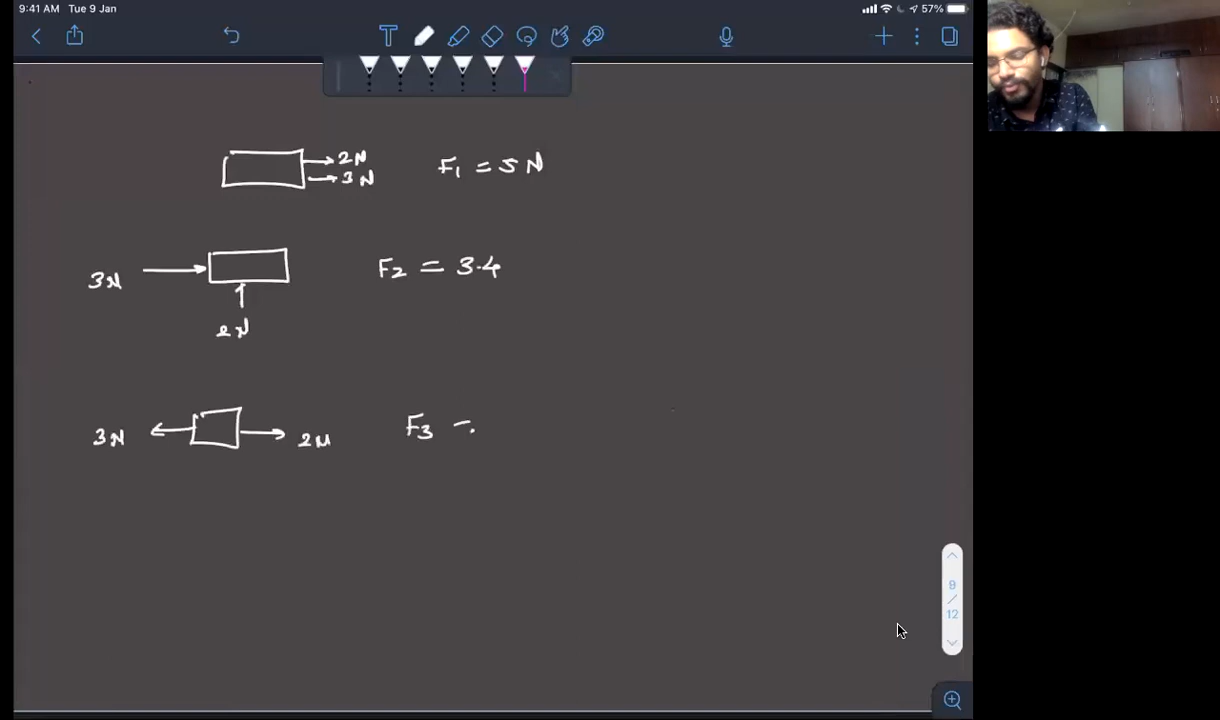 9:41 AM Tue 9 Jan 57%
T
2N
3N F1 = 5 N
3N F2 = 3.4
2N
3N 2N F3 =
9
/
12